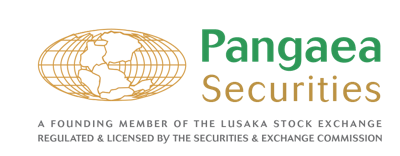 Pangaea
Securities
A FOUNDING MEMBER OF THE LUSAKA STOCK EXCHANGE
REGULATED & LICENSED BY THE SECURITIES & EXCHANGE COMMISSION